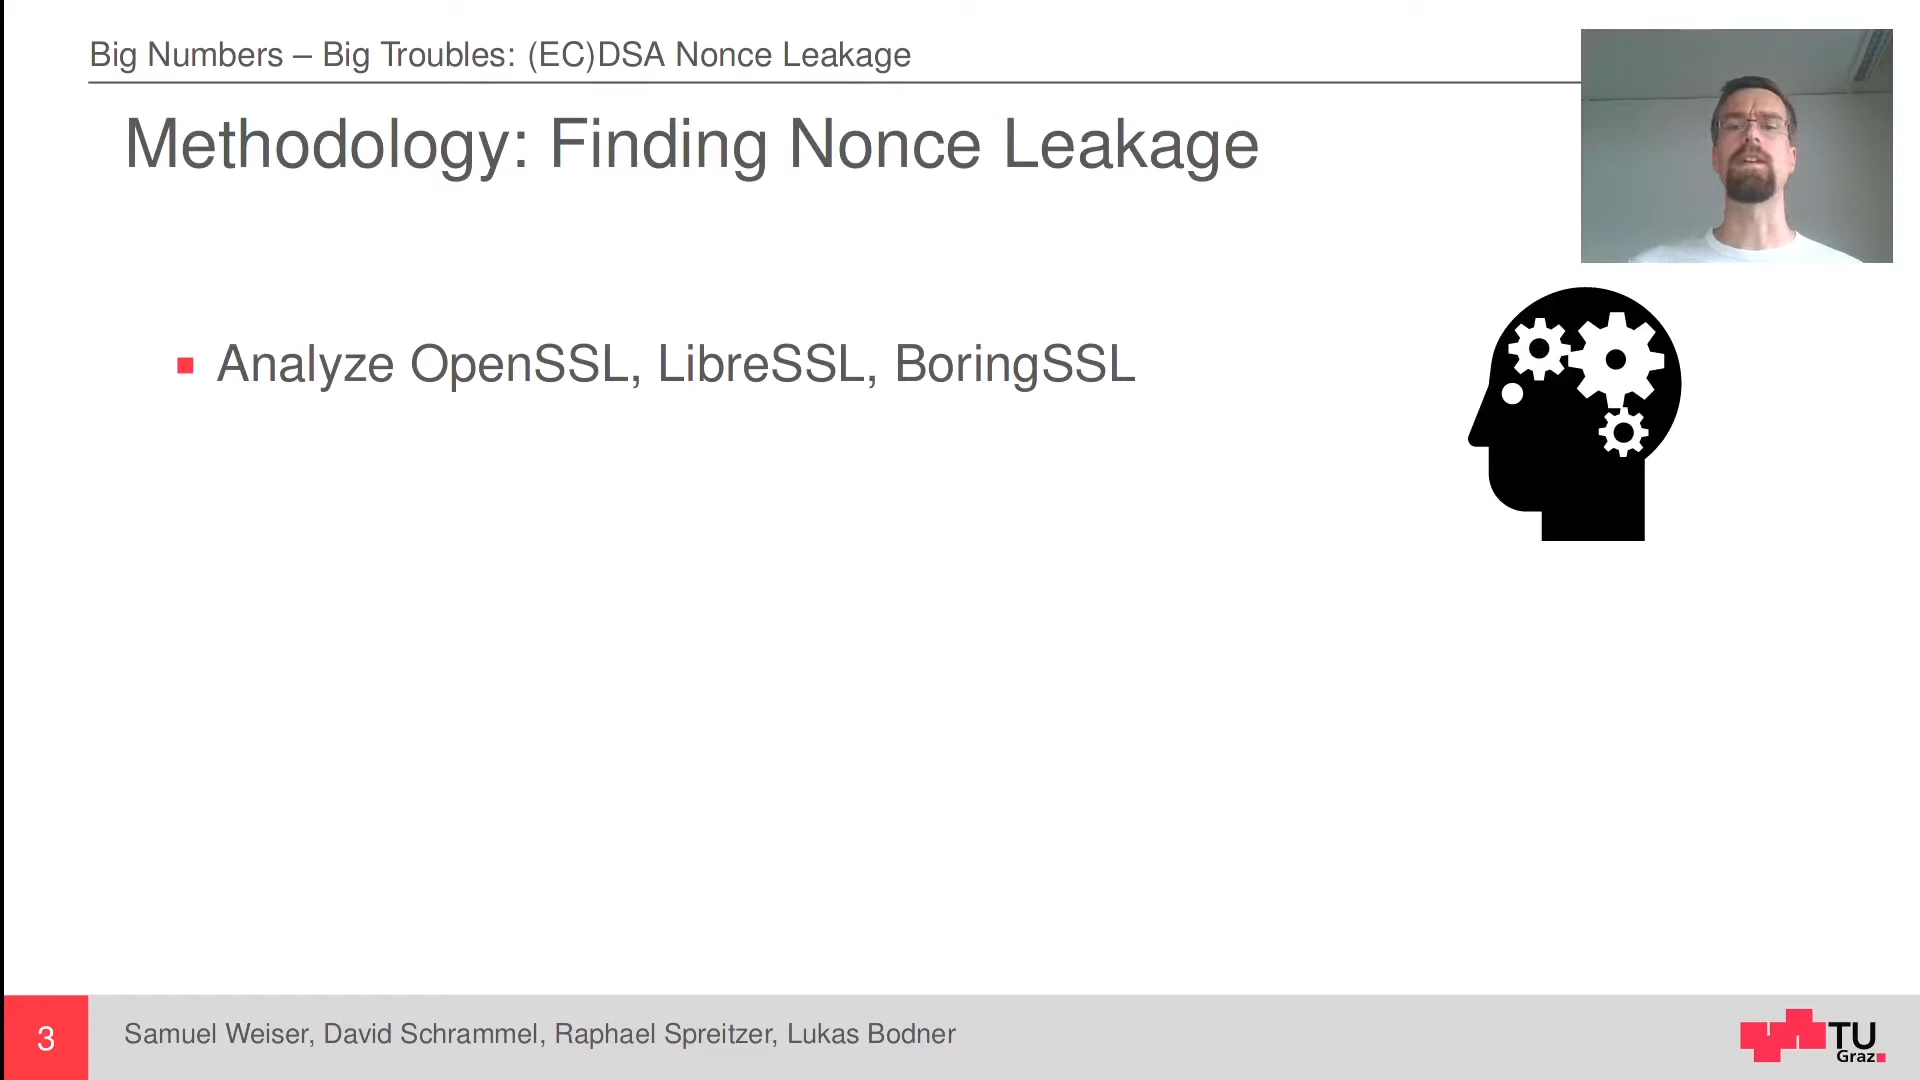 Big Numbers – Big Troubles: (EC)DSA Nonce Leakage
Methodology: Finding Nonce Leakage
Analyze OpenSSL, LibreSSL, BoringSSL
3
Samuel Weiser, David Schrammel, Raphael Spreitzer, Lukas Bodner
TU
Graz